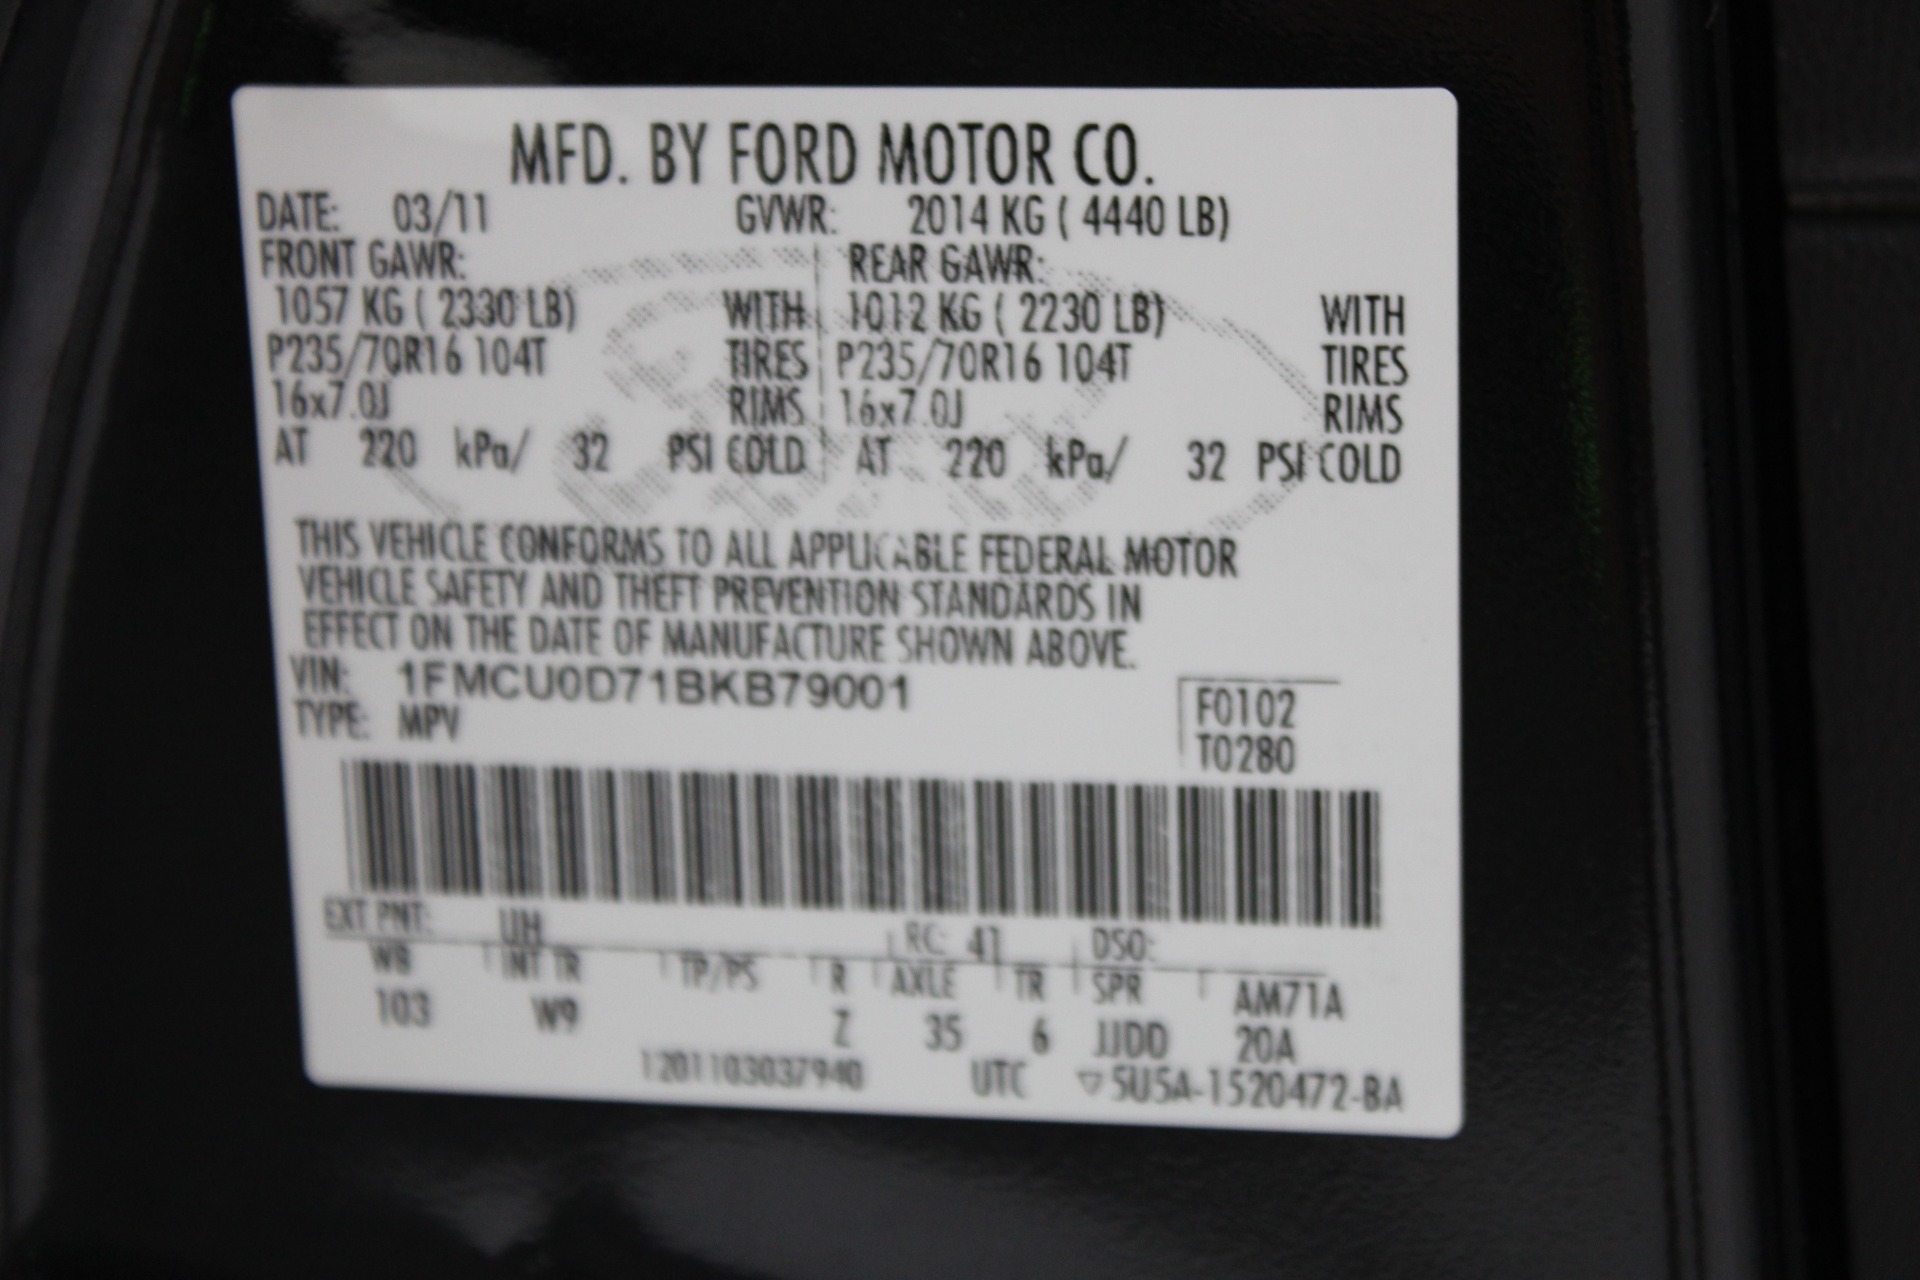 MFD. BY FORD MOTOR CO.
DATE: 03/11 GVWR: 2014 KG ( 4440 LB)
FRONT GAWR: REAR GAWR:
1057 KG ( 2330 LB) WITH 1012 KG ( 2230 LB) WITH
P235/70R16 104T TIRES P235/70R16 104T TIRES
16x7.0J RIMS 16x7.0J RIMS
AT 220 kPa/ 32 PSI COLD AT 220 kPa/ 32 PSI COLD
THIS VEHICLE CONFORMS TO ALL APPLICABLE FEDERAL MOTOR
VEHICLE SAFETY AND THEFT PREVENTION STANDARDS IN
EFFECT ON THE DATE OF MANUFACTURE SHOWN ABOVE.
VIN: 1FMCU0D71BKB79001
TYPE: MPV
F0102
T0280
EXT PNT: UH RC: 41 DSO:
WB INT TR TP/PS R AXLE TR SPR AM71A
103 W9 Z 35 6 JJDD 20A
1201103037940 UTC ▽5U5A-1520472-BA